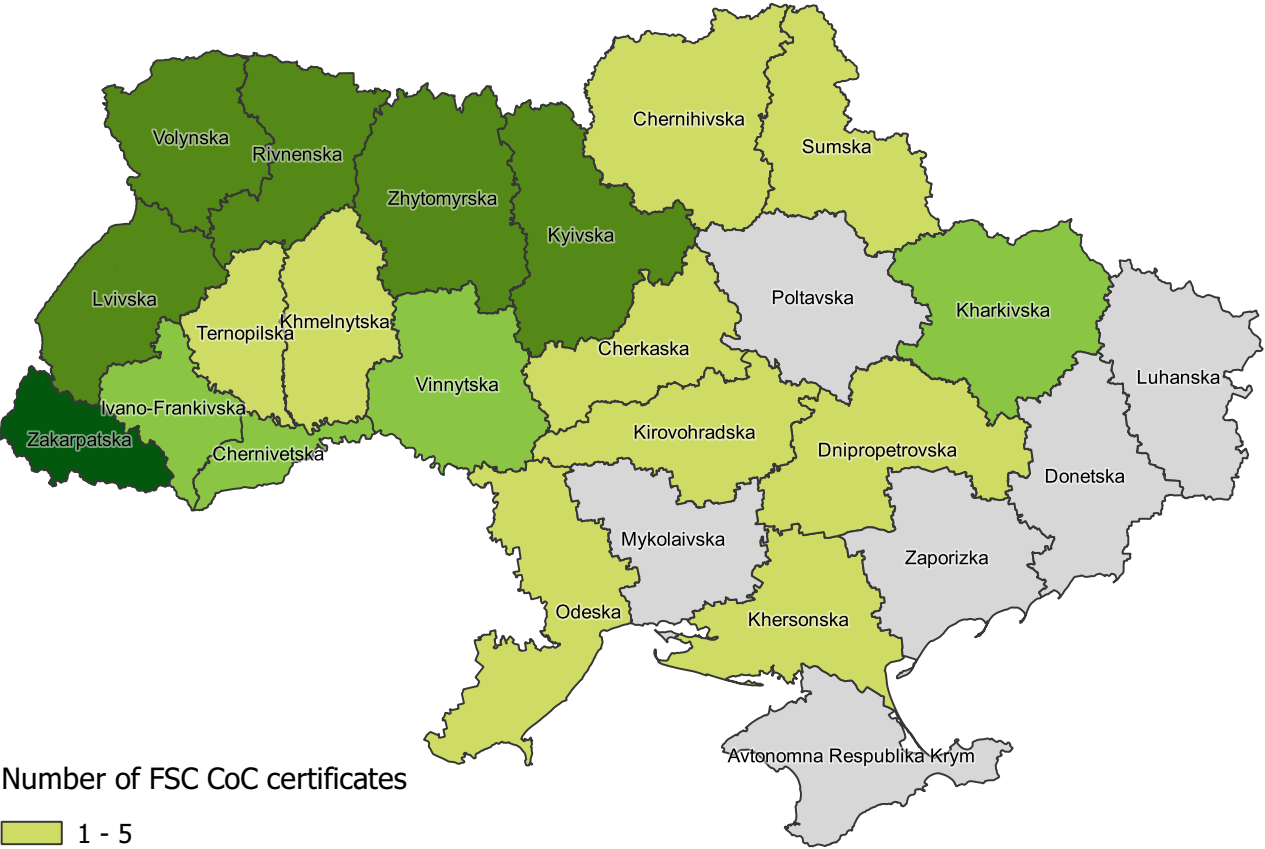 Chernihivska
Sumska
Volynska
Rivnenska
Zhytomyrska
Kyivska
Lvivska
Ternopilska
Khmelnytska
Poltavska
Kharkivska
Cherkaska
Luhanska
Vinnytska
Ivano-Frankivska
Zakarpatska
Chernivetska
Kirovohradska
Dnipropetrovska
Donetska
Mykolaivska
Zaporizka
Odeska
Khersonska
Avtonomna Respublika Krym
Number of FSC CoC certificates
1 - 5